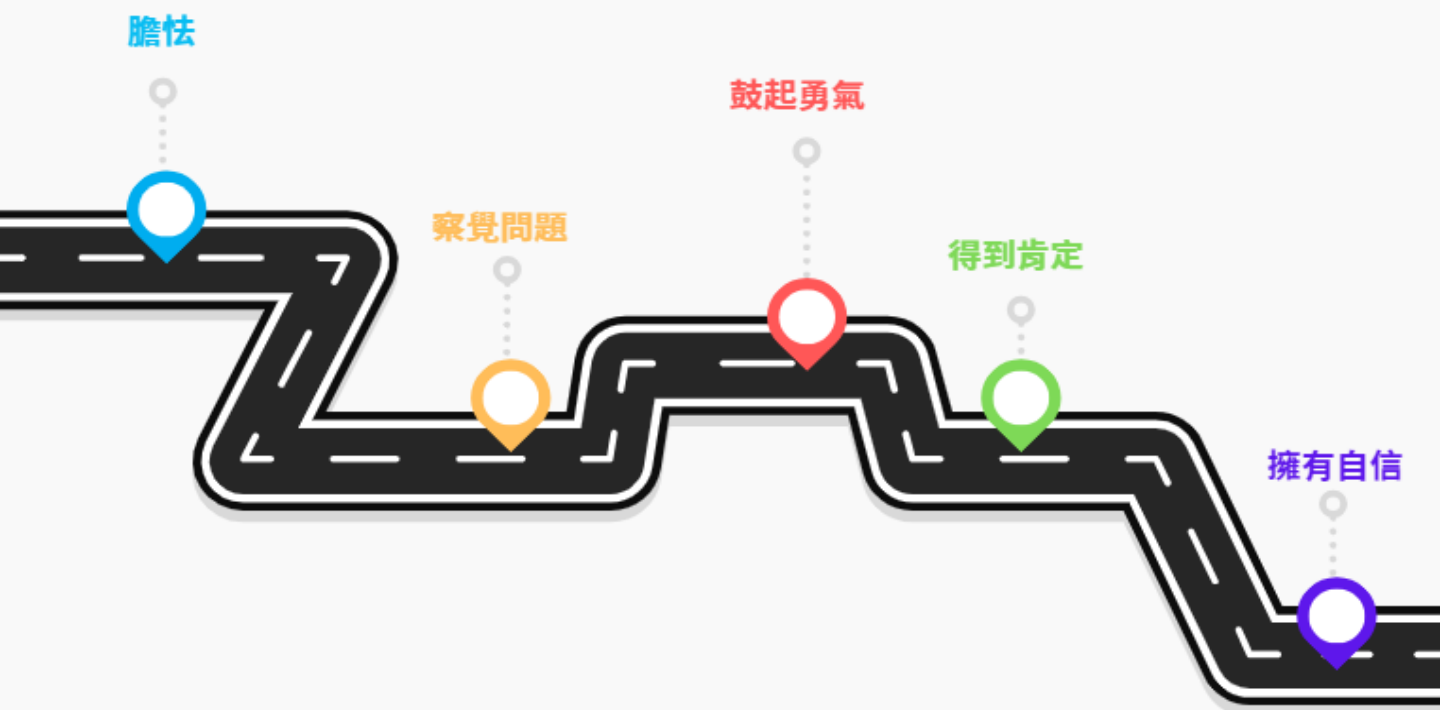 膽怯
察覺問題
鼓起勇氣
得到肯定
擁有自信